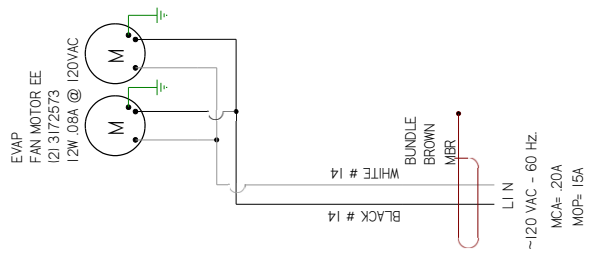 EVAP
FAN MOTOR EE
(2) 3172573
12W .08A @ 120VAC
M
M
BUNDLE
BROWN
MBR
WHITE # 14
BLACK # 14
L1 N
~120 VAC - 60 Hz.
MCA= .20A
MOP= 15A